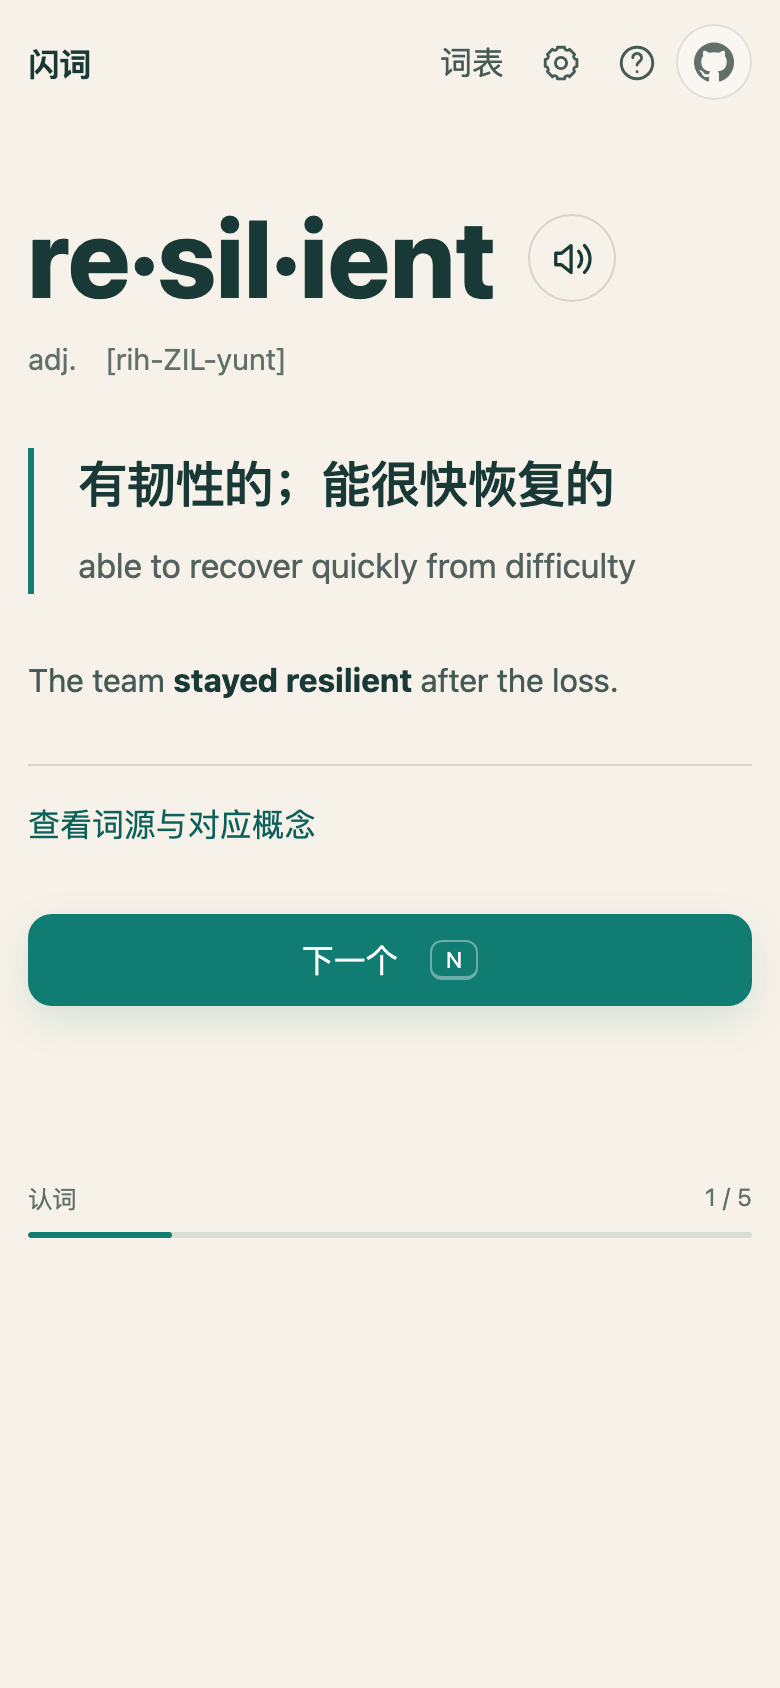 闪词 词表
re·sil·ient
adj. [rih-ZIL-yunt]
有韧性的；能很快恢复的
able to recover quickly from difficulty
The team stayed resilient after the loss.
查看词源与对应概念
下一个 N
认词 1 / 5